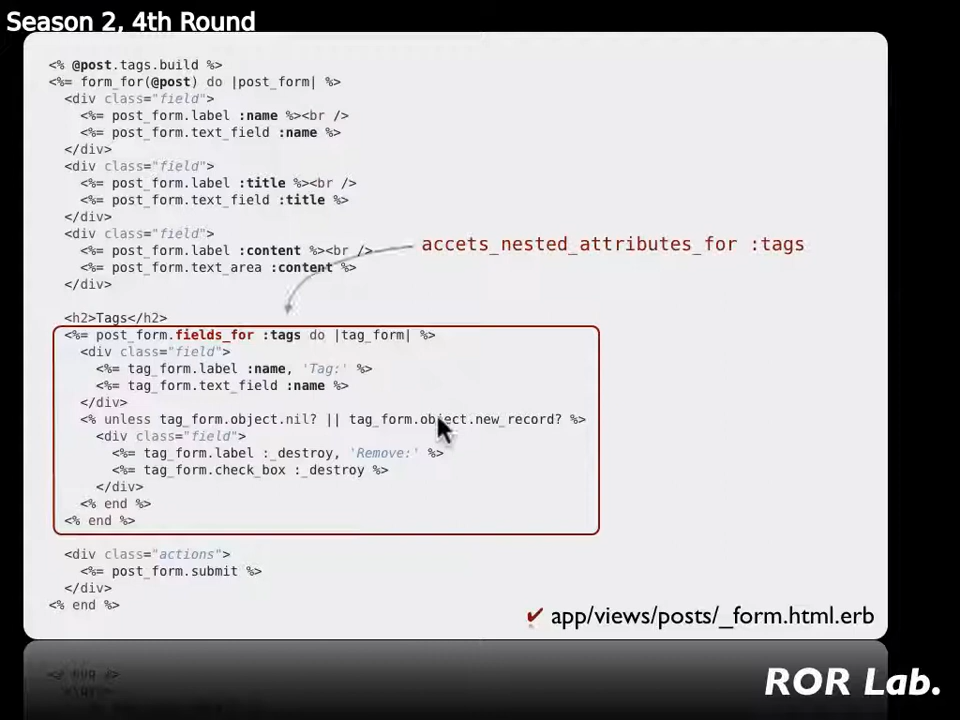 Season 2, 4th Round
<% @post.tags.build %>
<%= form_for(@post) do |post_form| %>
<div class="field">
<%= post_form.label :name %><br />
<%= post_form.text_field :name %>
</div>
<div class="field">
<%= post_form.label :title %><br />
<%= post_form.text_field :title %>
</div>
<div class="field">
<%= post_form.label :content %><br />
<%= post_form.text_area :content %>
</div>
accets_nested_attributes_for :tags
<h2>Tags</h2>
<%= post_form.fields_for :tags do |tag_form| %>
<div class="field">
<%= tag_form.label :name, 'Tag:' %>
<%= tag_form.text_field :name %>
</div>
<% unless tag_form.object.nil? || tag_form.object.new_record? %>
<div class="field">
<%= tag_form.label :_destroy, 'Remove:' %>
<%= tag_form.check_box :_destroy %>
</div>
<% end %>
<% end %>
<div class="actions">
<%= post_form.submit %>
</div>
<% end %>
✔ app/views/posts/_form.html.erb
ROR Lab.